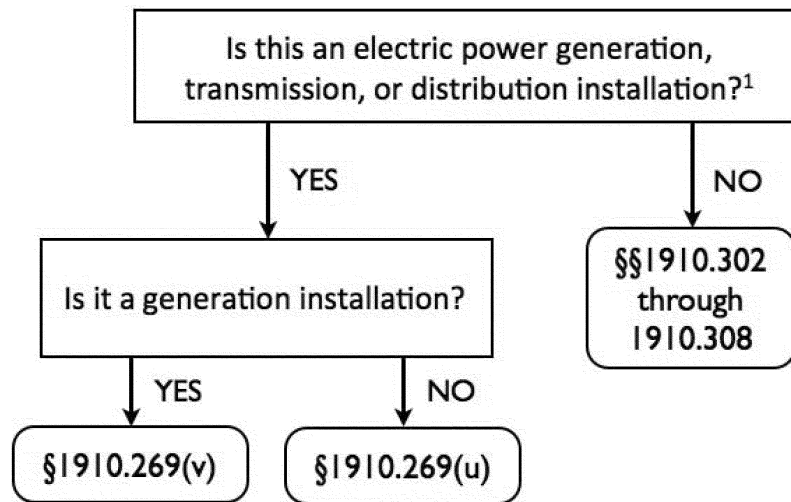 Is this an electric power generation,
transmission, or distribution installation?¹
YES
NO
Is it a generation installation?
§§1910.302
through
1910.308
YES
NO
§1910.269(v)
§1910.269(u)